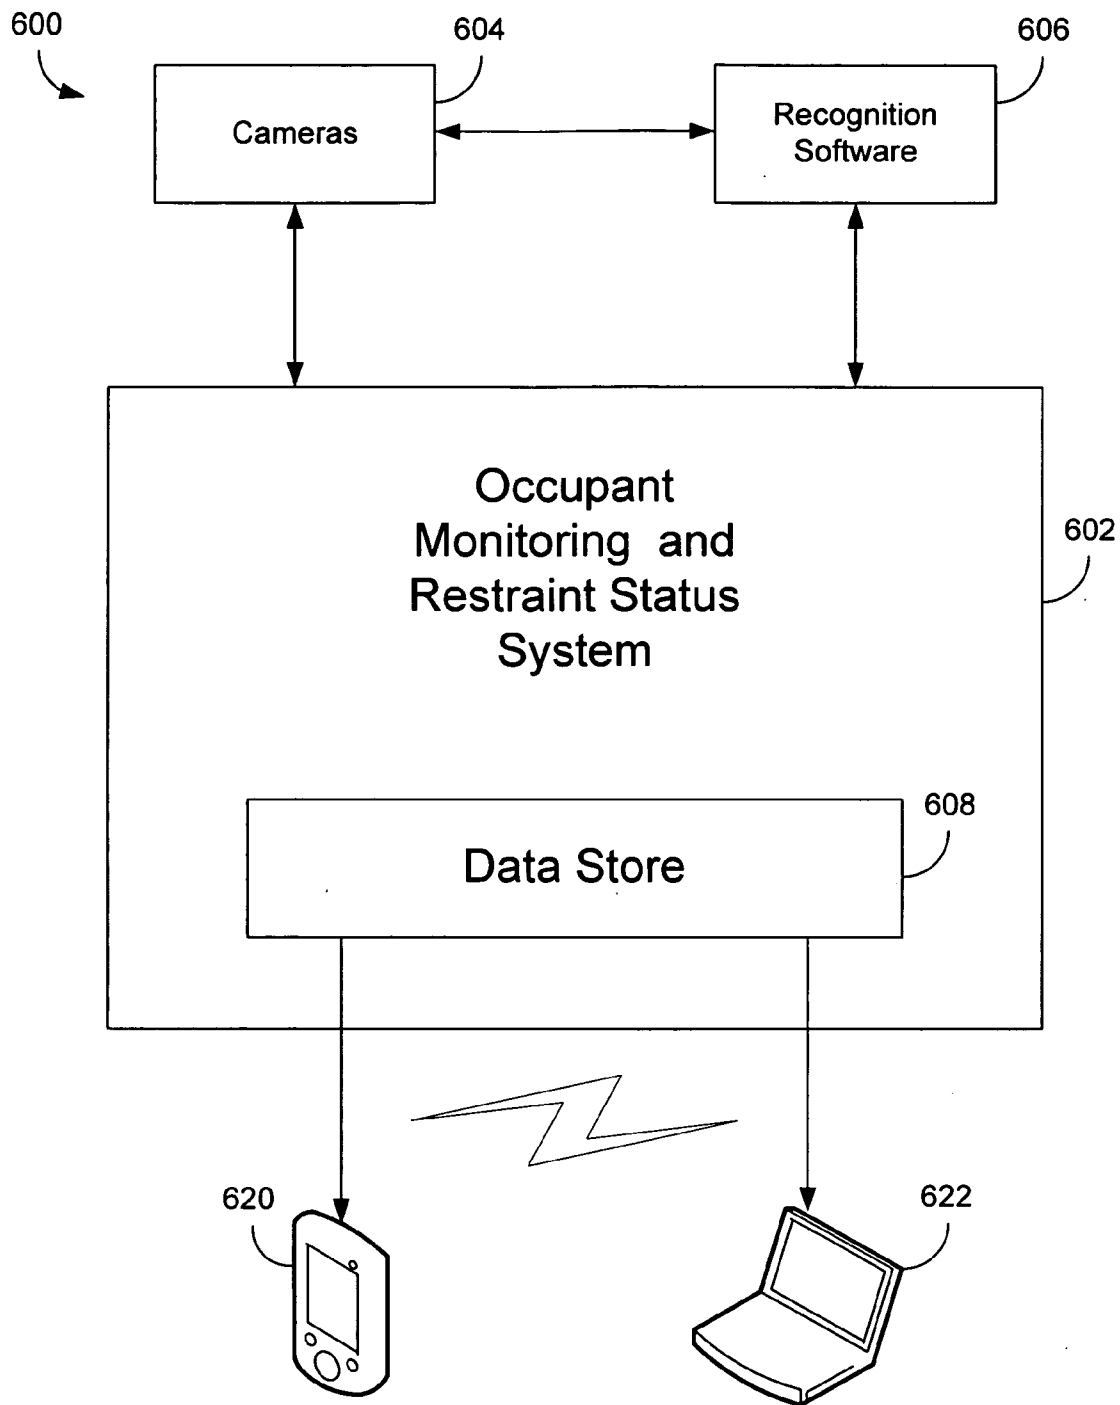 600
604
606
Cameras
Recognition
Software
Occupant
Monitoring and
Restraint Status
System
602
608
Data Store
620
622